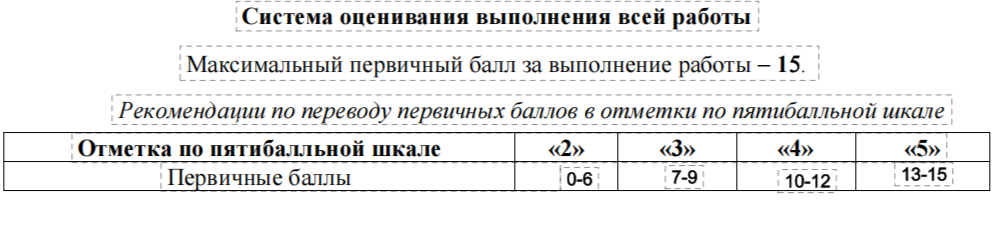 Система оценивания выполнения всей работы
Максимальный первичный балл за выполнение работы – 15.
Рекомендации по переводу первичных баллов в отметки по пятибалльной шкале
Отметка по пятибалльной шкале «2» «3» «4» «5»
Первичные баллы 0-6 7-9 10-12 13-15